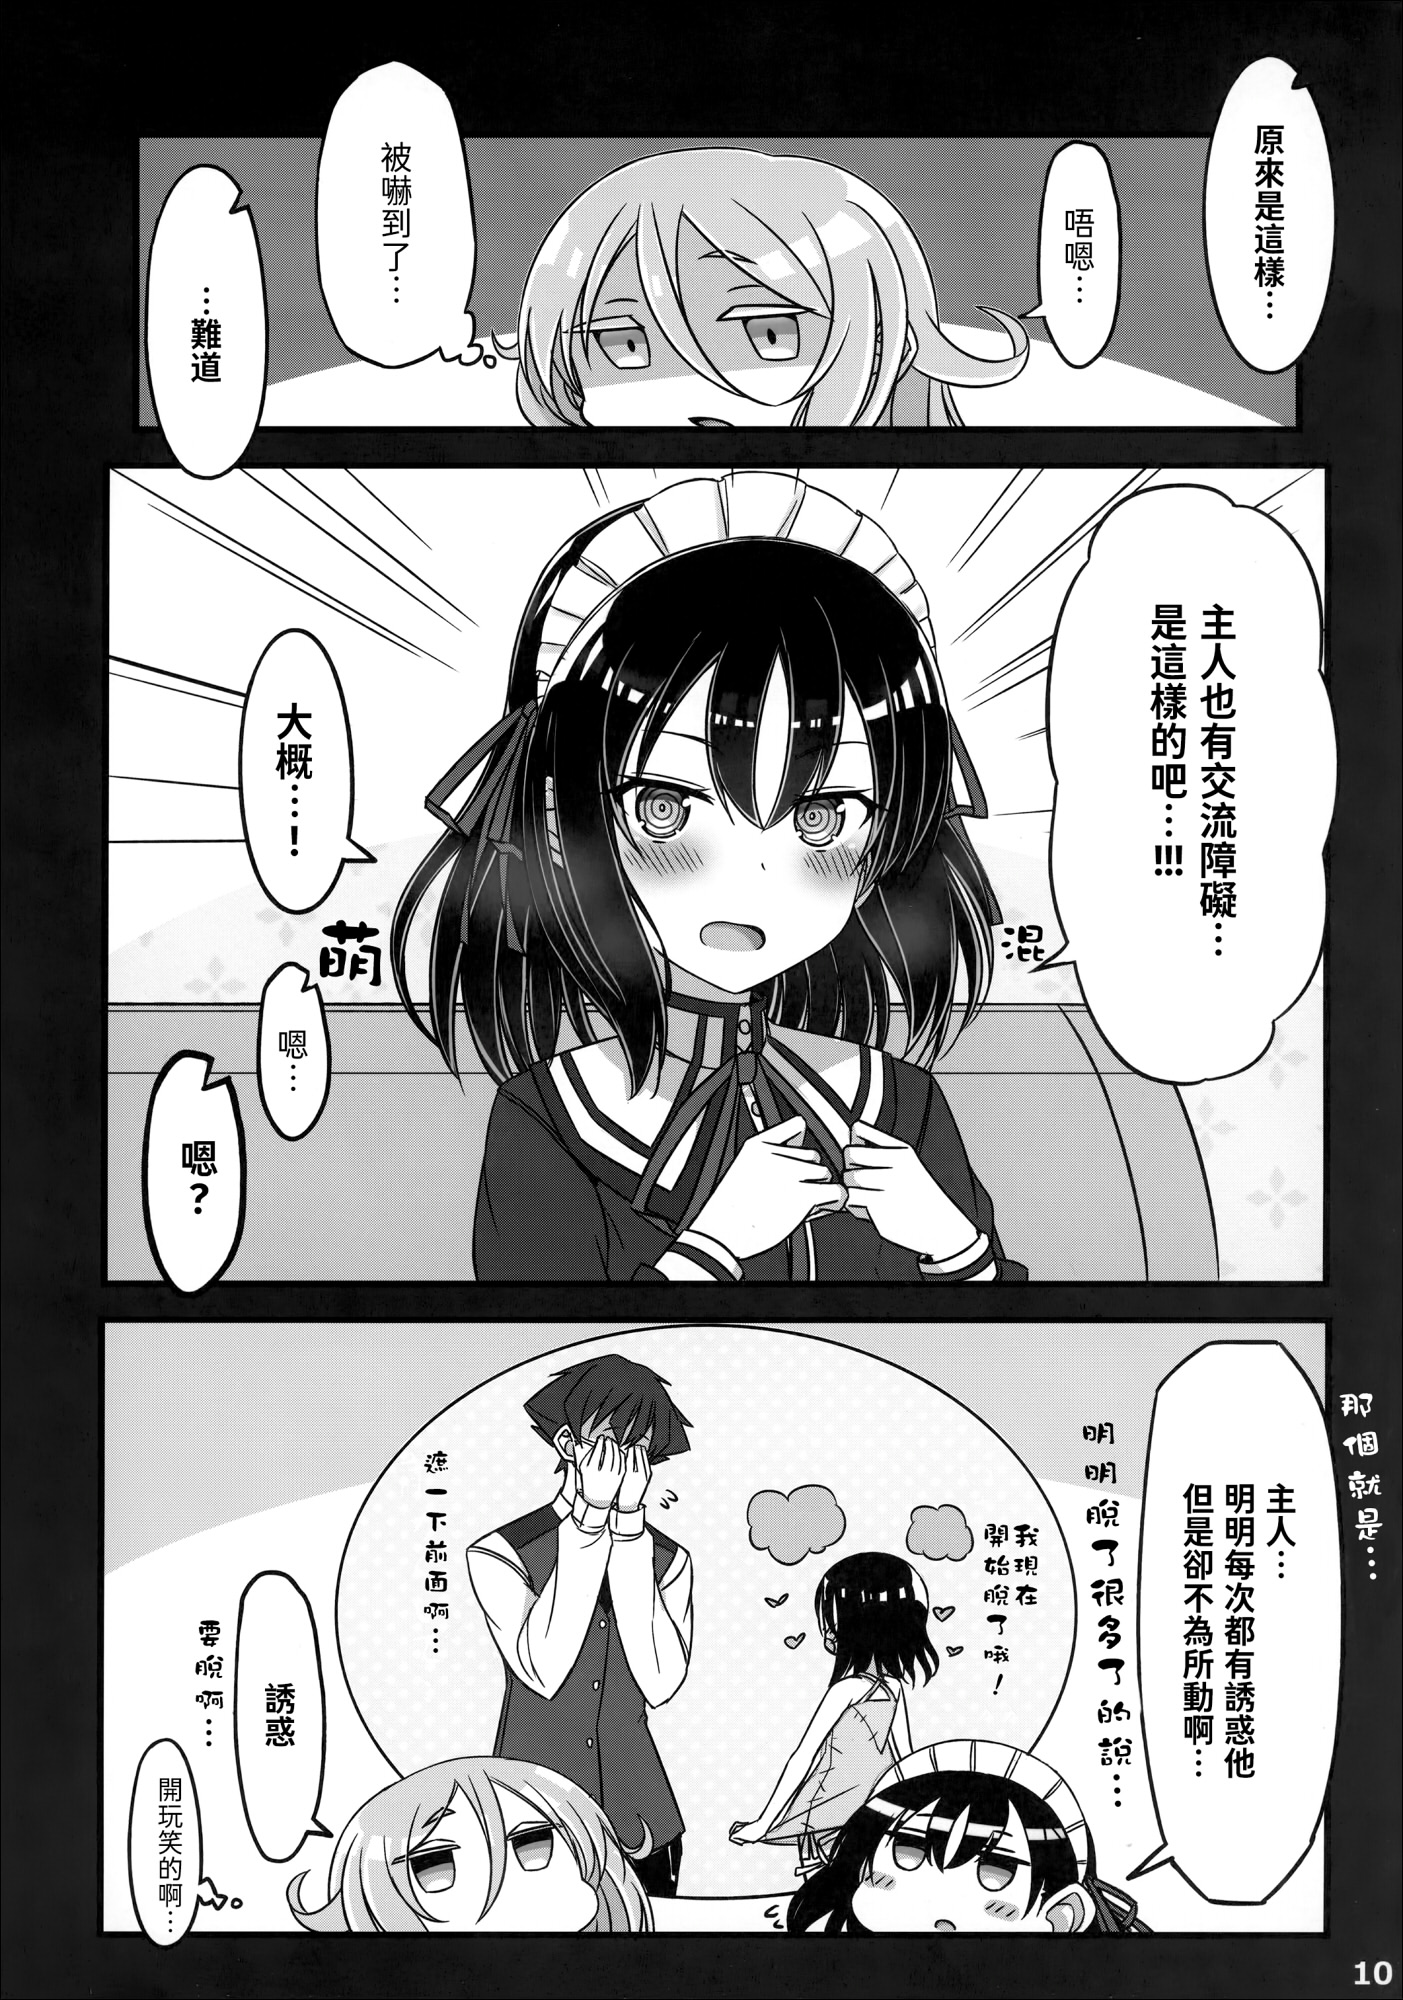 原來是這樣…
唔嗯…
被嚇到了…
…難道
主人也有交流障礙…
是這樣的吧…!!!
混
大概…！
萌
嗯…
嗯？
那個就是…
主人…
明明每次都有誘惑他
但是卻不為所動啊…
明明脫了很多了的說…
我現在
開始脫了哦！
遮一下前面啊…
誘惑
要脫啊…
開玩笑的啊…
10